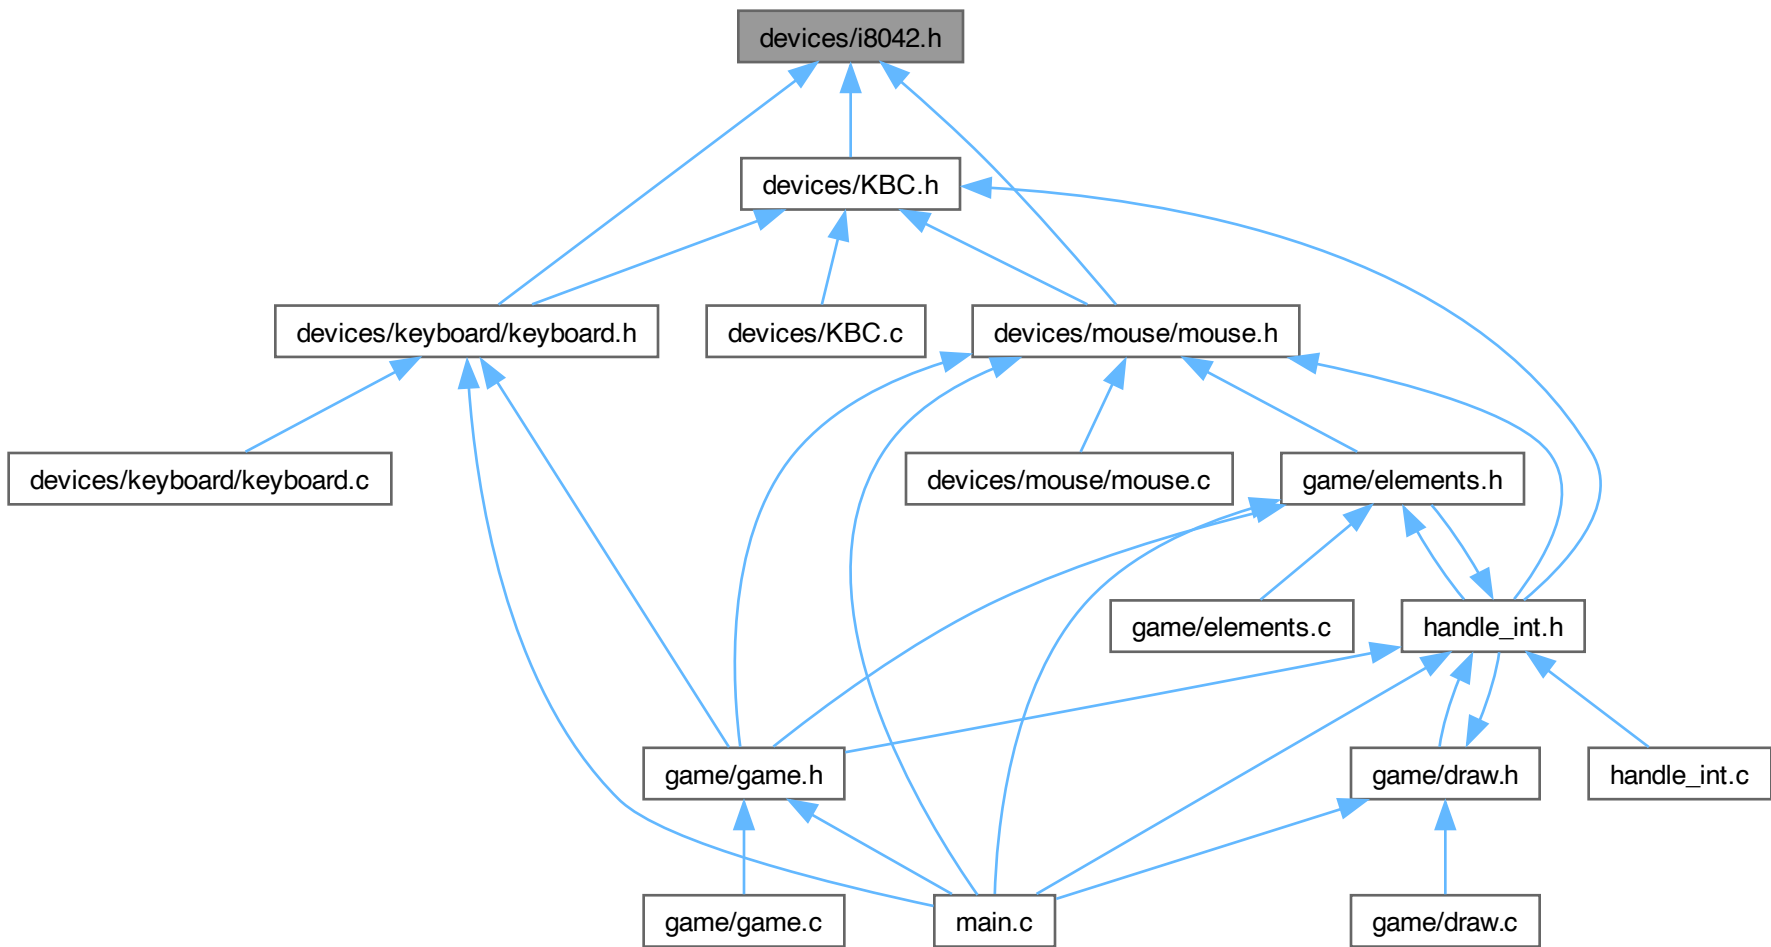 devices/i8042.h
devices/KBC.h
devices/keyboard/keyboard.h
devices/KBC.c
devices/mouse/mouse.h
devices/keyboard/keyboard.c
devices/mouse/mouse.c
game/elements.h
game/elements.c
handle_int.h
game/game.h
game/draw.h
handle_int.c
game/game.c
main.c
game/draw.c